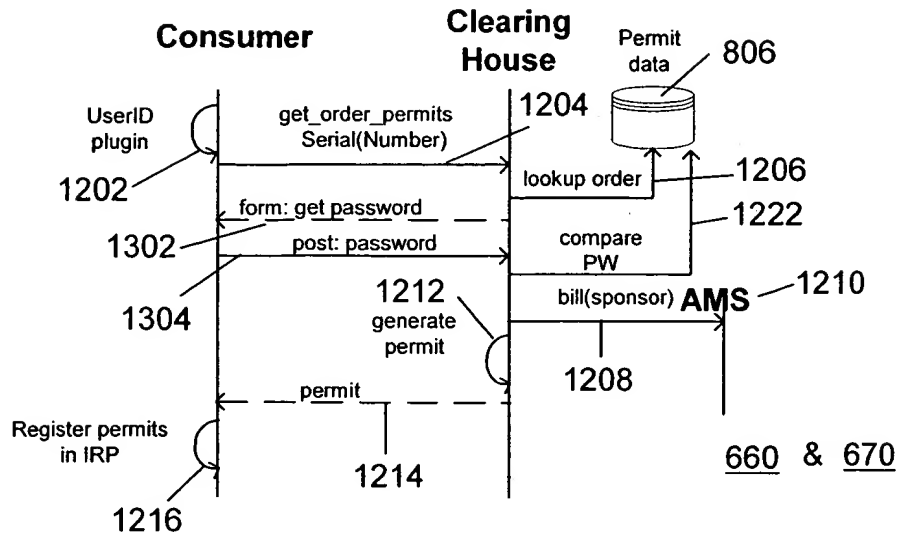 Consumer
Clearing
House
Permit
data
806
UserID
plugin
1202
get_order_permits
Serial(Number)
1204
lookup order
1206
1222
form: get password
1302
post: password
1304
compare
PW
1212
generate
permit
bill(sponsor)
AMS
1210
1208
permit
1214
Register permits
in IRP
1216
660 & 670